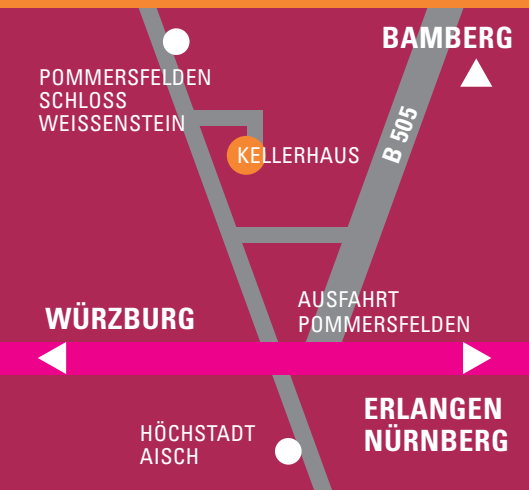 BAMBERG
POMMERSFELDEN
SCHLOSS
WEISSENSTEIN
B 505
KELLERHAUS
AUSFAHRT
POMMERSFELDEN
WÜRZBURG
ERLANGEN
NÜRNBERG
HÖCHSTADT
AISCH